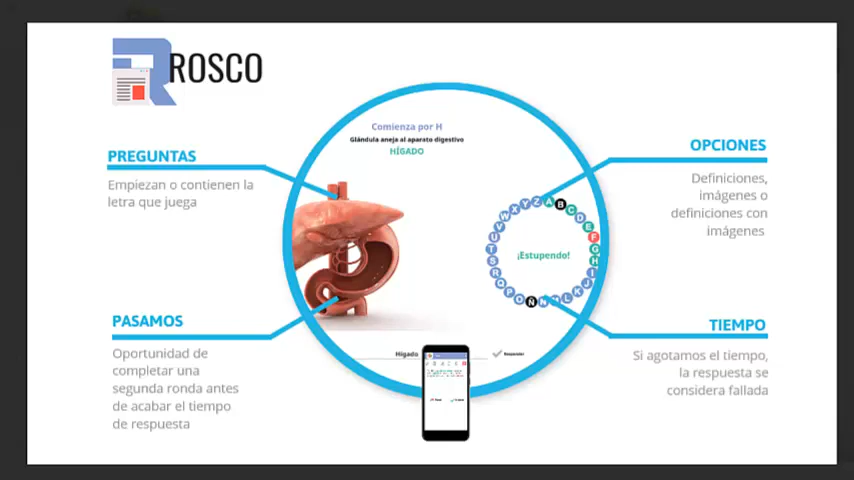 ROSCO
Comienza por H
Glándula aneja al aparato digestivo
HÍGADO
PREGUNTAS
Empiezan o contienen la
letra que juega
OPCIONES
Definiciones,
imágenes o
definiciones con
imágenes
¡Estupendo!
A B C D E F G H I J K L M N Ñ O P Q R S T U V W X Y Z
PASAMOS
Oportunidad de
completar una
segunda ronda antes
de acabar el tiempo
de respuesta
TIEMPO
Si agotamos el tiempo,
la respuesta se
considera fallada
Hígado
Responder